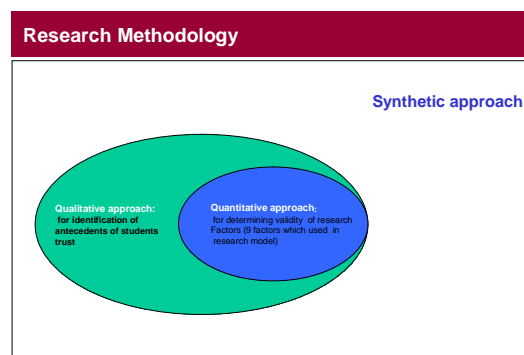 Research Methodology
Synthetic approach
Qualitative approach:
for identification of
antecedents of students
trust
Quantitative approach:
for determining validity of research
Factors (9 factors which used in
research model)